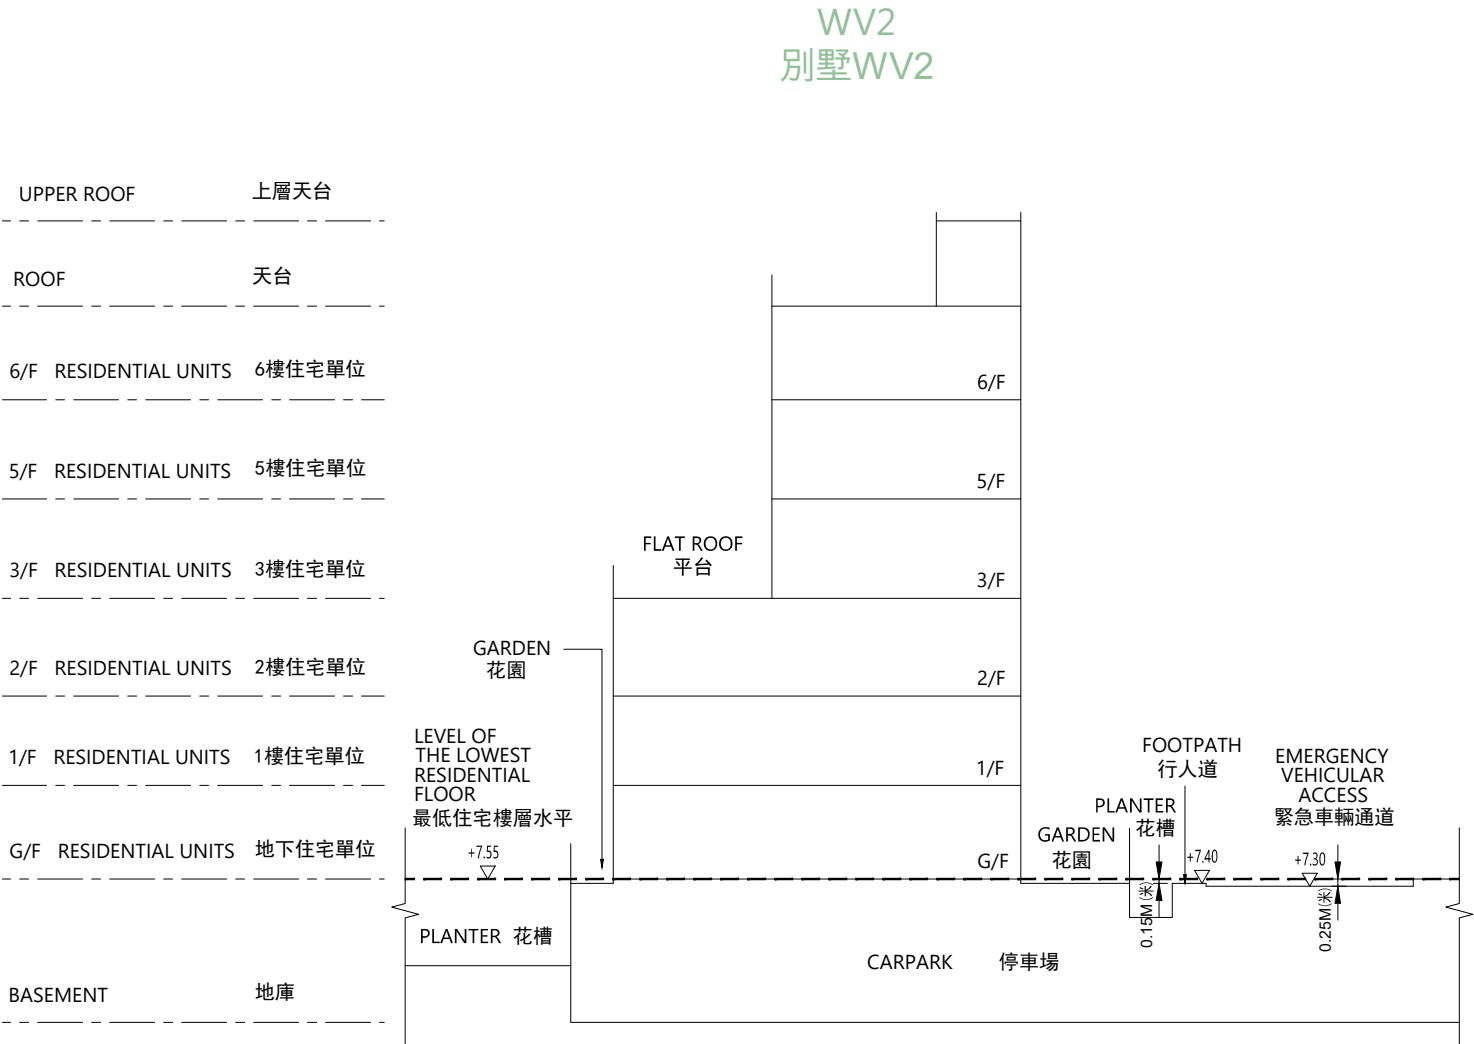 WV2
別墅WV2
UPPER ROOF 上層天台
ROOF 天台
6/F RESIDENTIAL UNITS 6樓住宅單位
6/F
5/F RESIDENTIAL UNITS 5樓住宅單位
5/F
FLAT ROOF
平台
3/F RESIDENTIAL UNITS 3樓住宅單位
3/F
GARDEN
花園
2/F RESIDENTIAL UNITS 2樓住宅單位
2/F
LEVEL OF
THE LOWEST
RESIDENTIAL
FLOOR
最低住宅樓層水平
+7.55
1/F RESIDENTIAL UNITS 1樓住宅單位
1/F
FOOTPATH
行人道
EMERGENCY
VEHICULAR
ACCESS
緊急車輛通道
PLANTER
花槽
GARDEN
花園
G/F RESIDENTIAL UNITS 地下住宅單位
G/F
+7.40
+7.30
0.15M(米)
0.25M(米)
PLANTER 花槽
CARPARK 停車場
BASEMENT 地庫